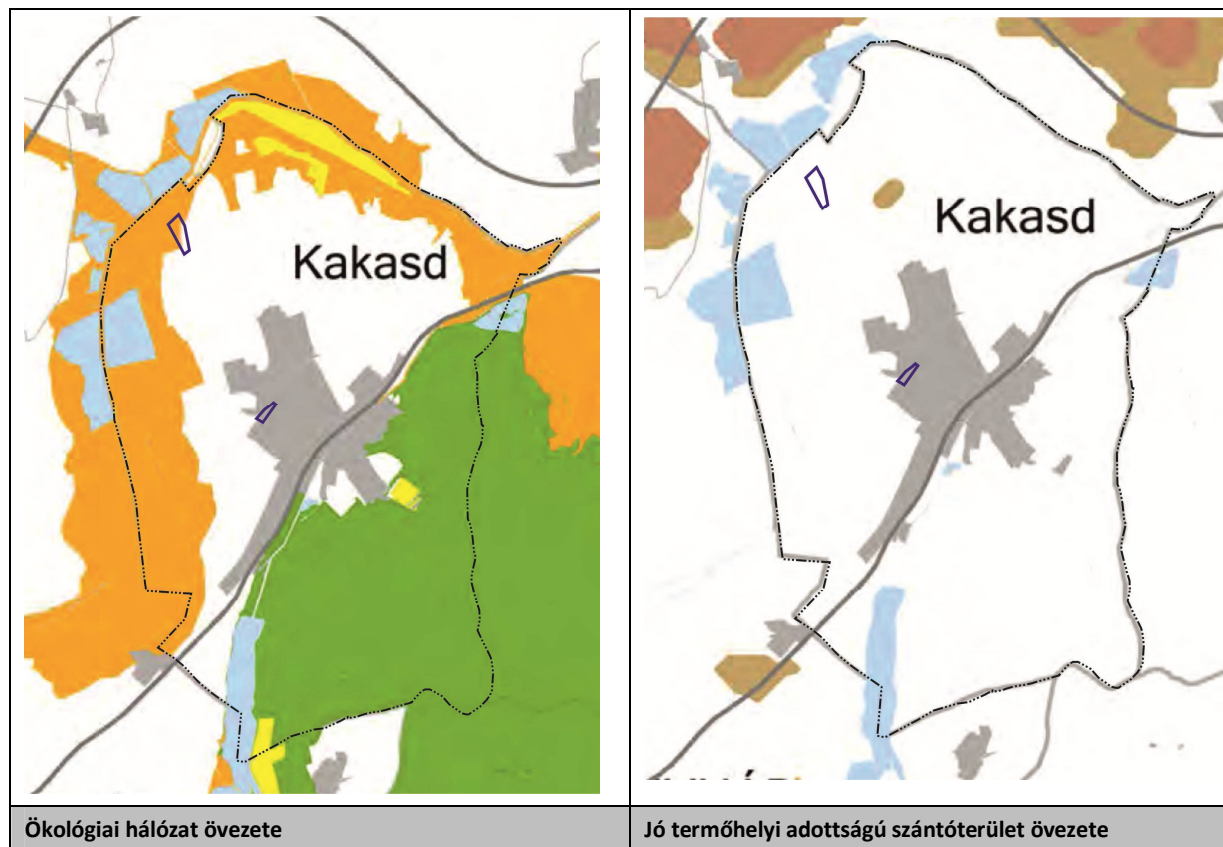 Kakasd
Kakasd
Ökológiai hálózat övezete
Jó termőhelyi adottságú szántóterület övezete